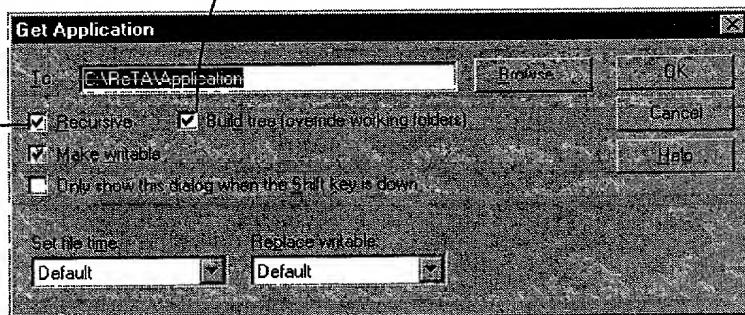 Get Application
To: C:\ReTA\Application Browse... OK
Recursive Build tree (override working folders) Cancel
Make writable Help
Only show this dialog when the Shift key is down
Set file time: Replace writable:
Default Default